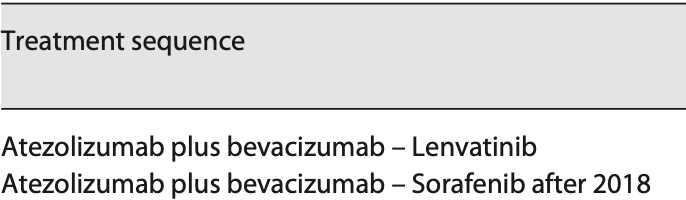 Treatment sequence
Atezolizumab plus bevacizumab – Lenvatinib
Atezolizumab plus bevacizumab – Sorafenib after 2018